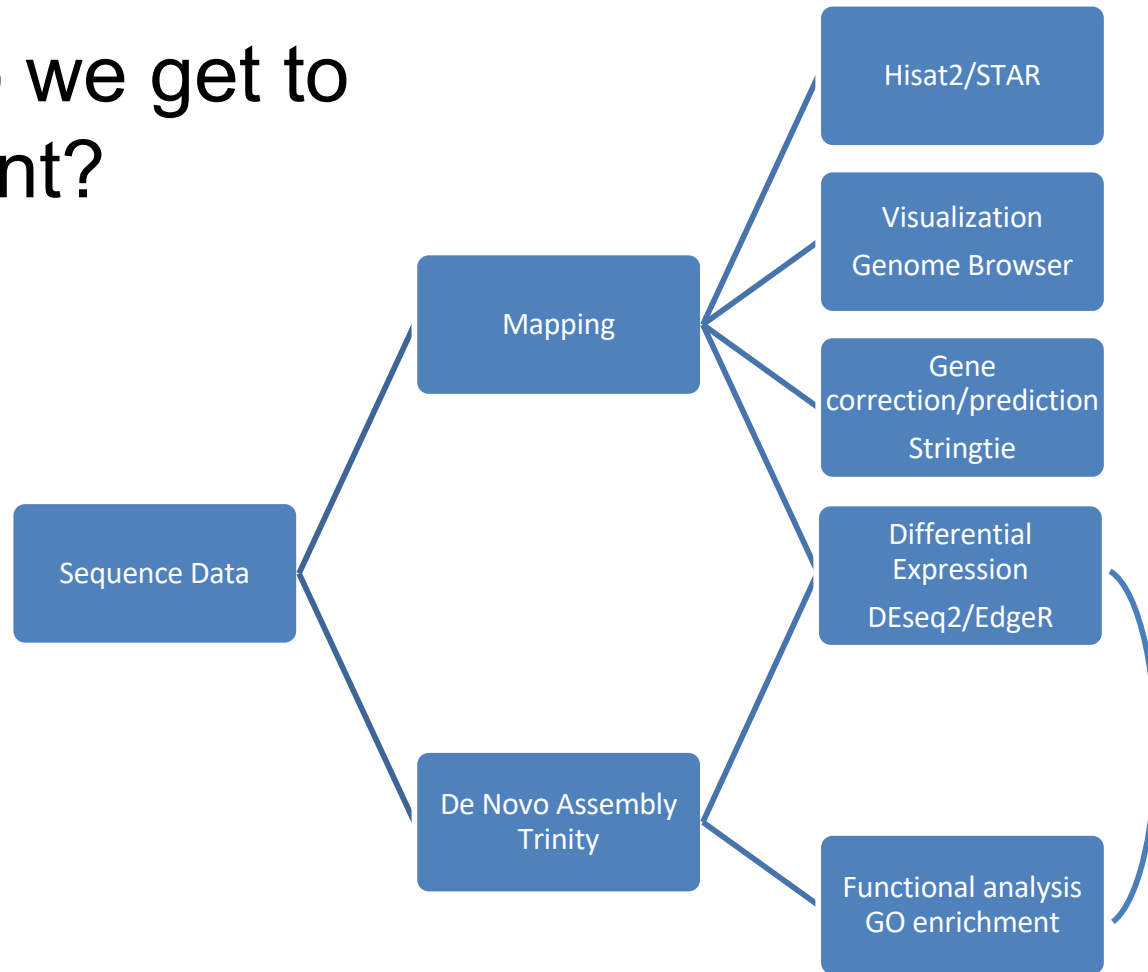 we get to
nt?
Hisat2/STAR
Visualization
Genome Browser
Mapping
Gene
correction/prediction
Stringtie
Sequence Data
Differential
Expression
DEseq2/EdgeR
De Novo Assembly
Trinity
Functional analysis
GO enrichment